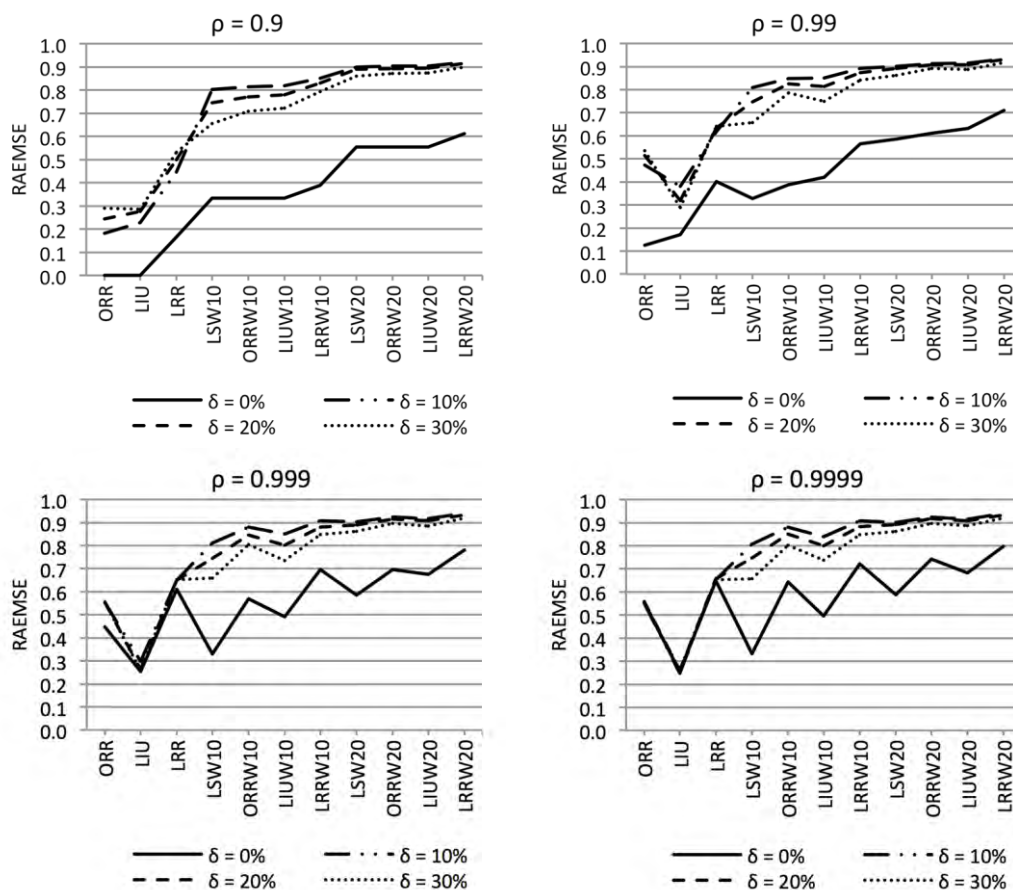 ρ = 0.9
RAEMSE
1.0
0.9
0.8
0.7
0.6
0.5
0.4
0.3
0.2
0.1
0.0
ORR
LIU
LRR
LSW10
ORRW10
LIUW10
LRRW10
LSW20
ORRW20
LIUW20
LRRW20
δ = 0%
δ = 10%
δ = 20%
δ = 30%
ρ = 0.99
RAEMSE
1.0
0.9
0.8
0.7
0.6
0.5
0.4
0.3
0.2
0.1
0.0
ORR
LIU
LRR
LSW10
ORRW10
LIUW10
LRRW10
LSW20
ORRW20
LIUW20
LRRW20
δ = 0%
δ = 10%
δ = 20%
δ = 30%
ρ = 0.999
RAEMSE
1.0
0.9
0.8
0.7
0.6
0.5
0.4
0.3
0.2
0.1
0.0
ORR
LIU
LRR
LSW10
ORRW10
LIUW10
LRRW10
LSW20
ORRW20
LIUW20
LRRW20
δ = 0%
δ = 10%
δ = 20%
δ = 30%
ρ = 0.9999
RAEMSE
1.0
0.9
0.8
0.7
0.6
0.5
0.4
0.3
0.2
0.1
0.0
ORR
LIU
LRR
LSW10
ORRW10
LIUW10
LRRW10
LSW20
ORRW20
LIUW20
LRRW20
δ = 0%
δ = 10%
δ = 20%
δ = 30%